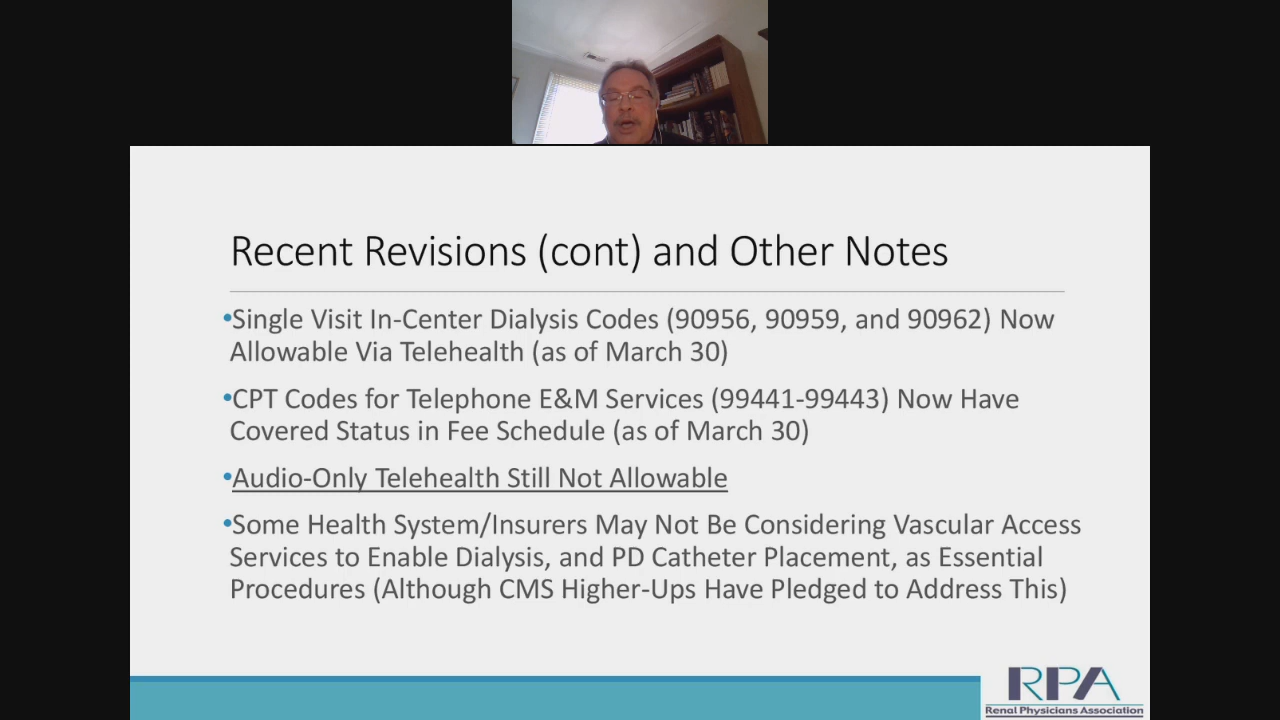 Recent Revisions (cont) and Other Notes
•Single Visit In-Center Dialysis Codes (90956, 90959, and 90962) Now
Allowable Via Telehealth (as of March 30)
•CPT Codes for Telephone E&M Services (99441-99443) Now Have
Covered Status in Fee Schedule (as of March 30)
•Audio-Only Telehealth Still Not Allowable
•Some Health System/Insurers May Not Be Considering Vascular Access
Services to Enable Dialysis, and PD Catheter Placement, as Essential
Procedures (Although CMS Higher-Ups Have Pledged to Address This)
RPA
Renal Physicians Association